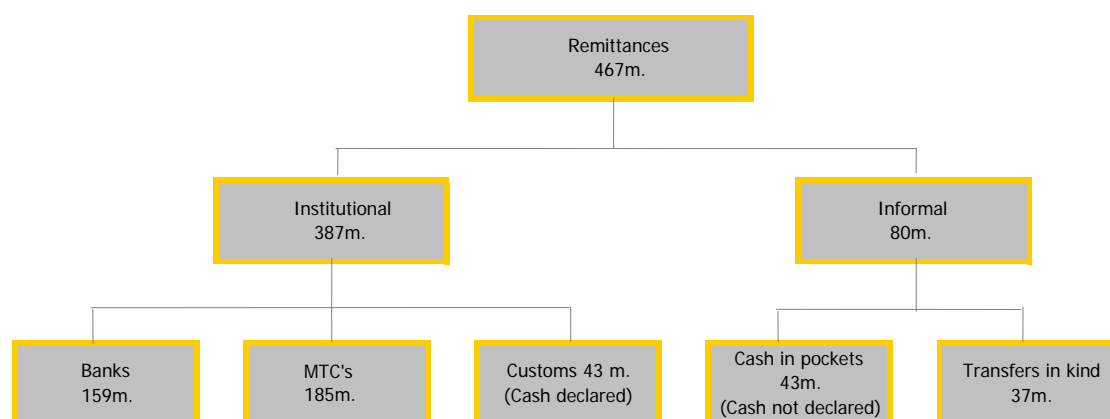 Remittances
467m.
Institutional
387m.
Informal
80m.
Banks
159m.
MTC's
185m.
Customs 43 m.
(Cash declared)
Cash in pockets
43m.
(Cash not declared)
Transfers in kind
37m.